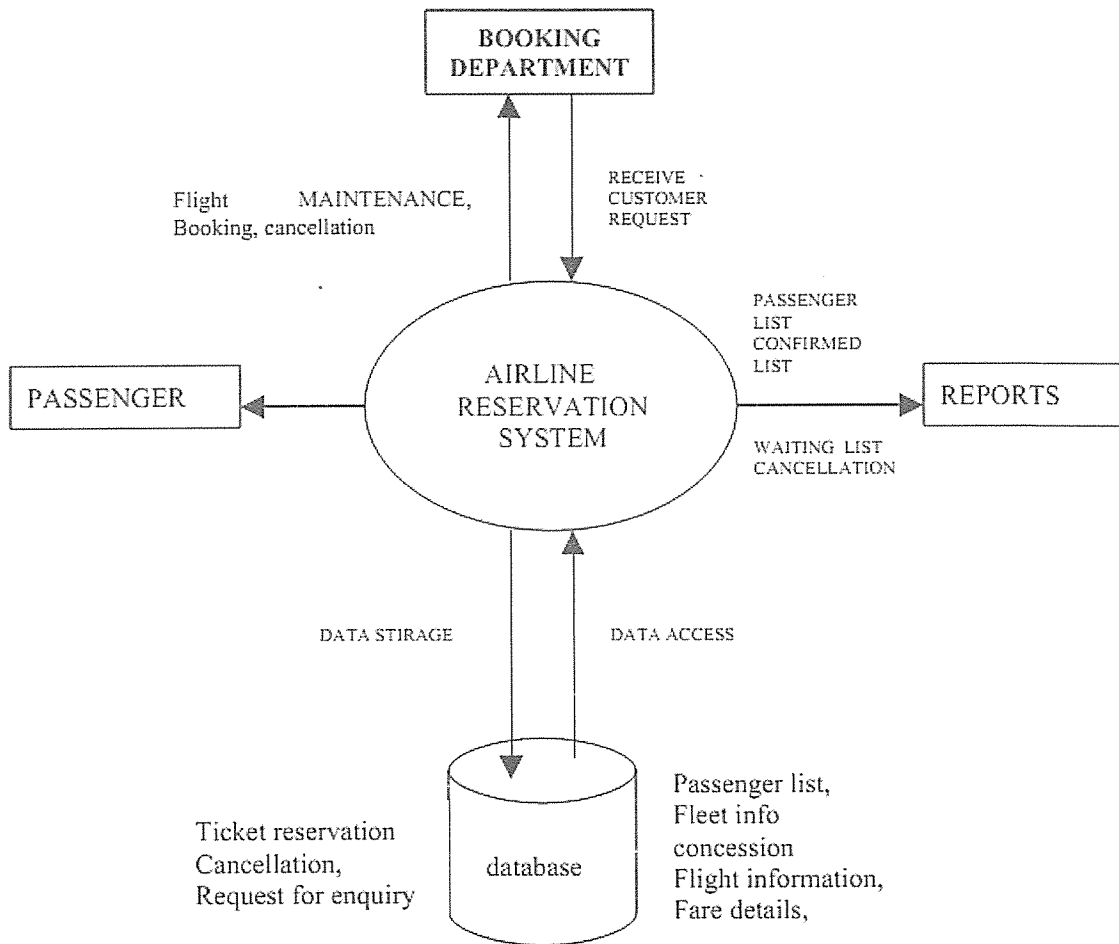 BOOKING
DEPARTMENT
Flight MAINTENANCE,
Booking, cancellation
RECEIVE
CUSTOMER
REQUEST
PASSENGER
LIST
CONFIRMED
LIST
PASSENGER
AIRLINE
RESERVATION
SYSTEM
REPORTS
WAITING LIST
CANCELLATION
DATA STIRAGE
DATA ACCESS
Ticket reservation
Cancellation,
Request for enquiry
database
Passenger list,
Fleet info
concession
Flight information,
Fare details,